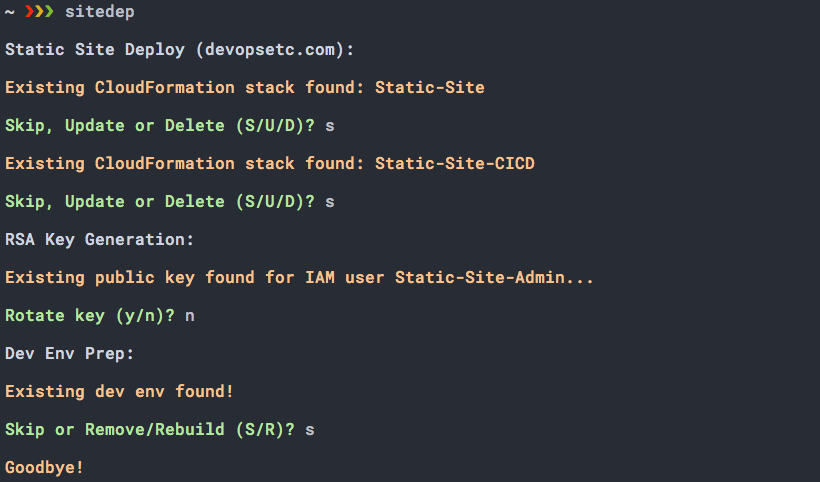 ~ ❯❯❯ sitedep
Static Site Deploy (devopsetc.com):
Existing CloudFormation stack found: Static-Site
Skip, Update or Delete (S/U/D)? s
Existing CloudFormation stack found: Static-Site-CICD
Skip, Update or Delete (S/U/D)? s
RSA Key Generation:
Existing public key found for IAM user Static-Site-Admin...
Rotate key (y/n)? n
Dev Env Prep:
Existing dev env found!
Skip or Remove/Rebuild (S/R)? s
Goodbye!